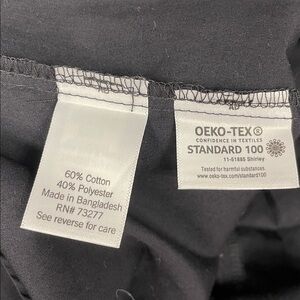 60% Cotton
40% Polyester
Made in Bangladesh
RN# 73277
See reverse for care
OEKO-TEX®
CONFIDENCE IN TEXTILES
STANDARD 100
11-51885 Shirley
Tested for harmful substances.
www.oeko-tex.com/standard100